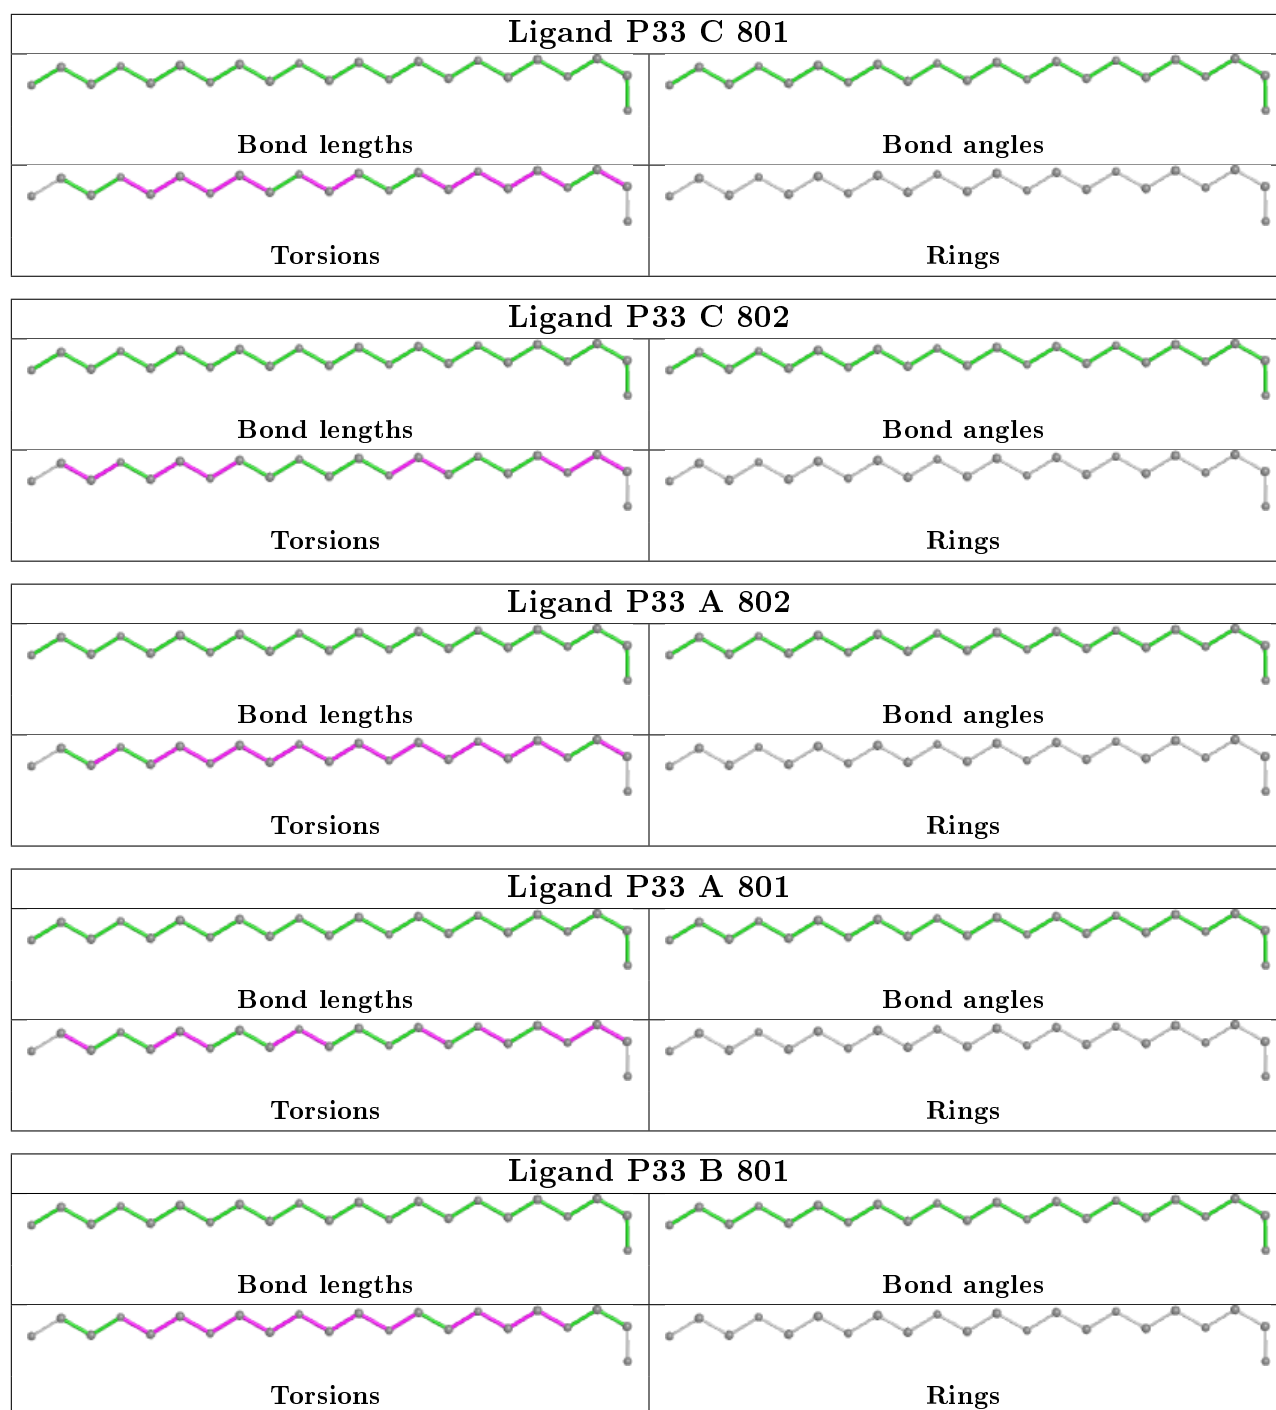 Ligand P33 C 801
Bond lengths
Bond angles
Torsions
Rings
Ligand P33 C 802
Bond lengths
Bond angles
Torsions
Rings
Ligand P33 A 802
Bond lengths
Bond angles
Torsions
Rings
Ligand P33 A 801
Bond lengths
Bond angles
Torsions
Rings
Ligand P33 B 801
Bond lengths
Bond angles
Torsions
Rings